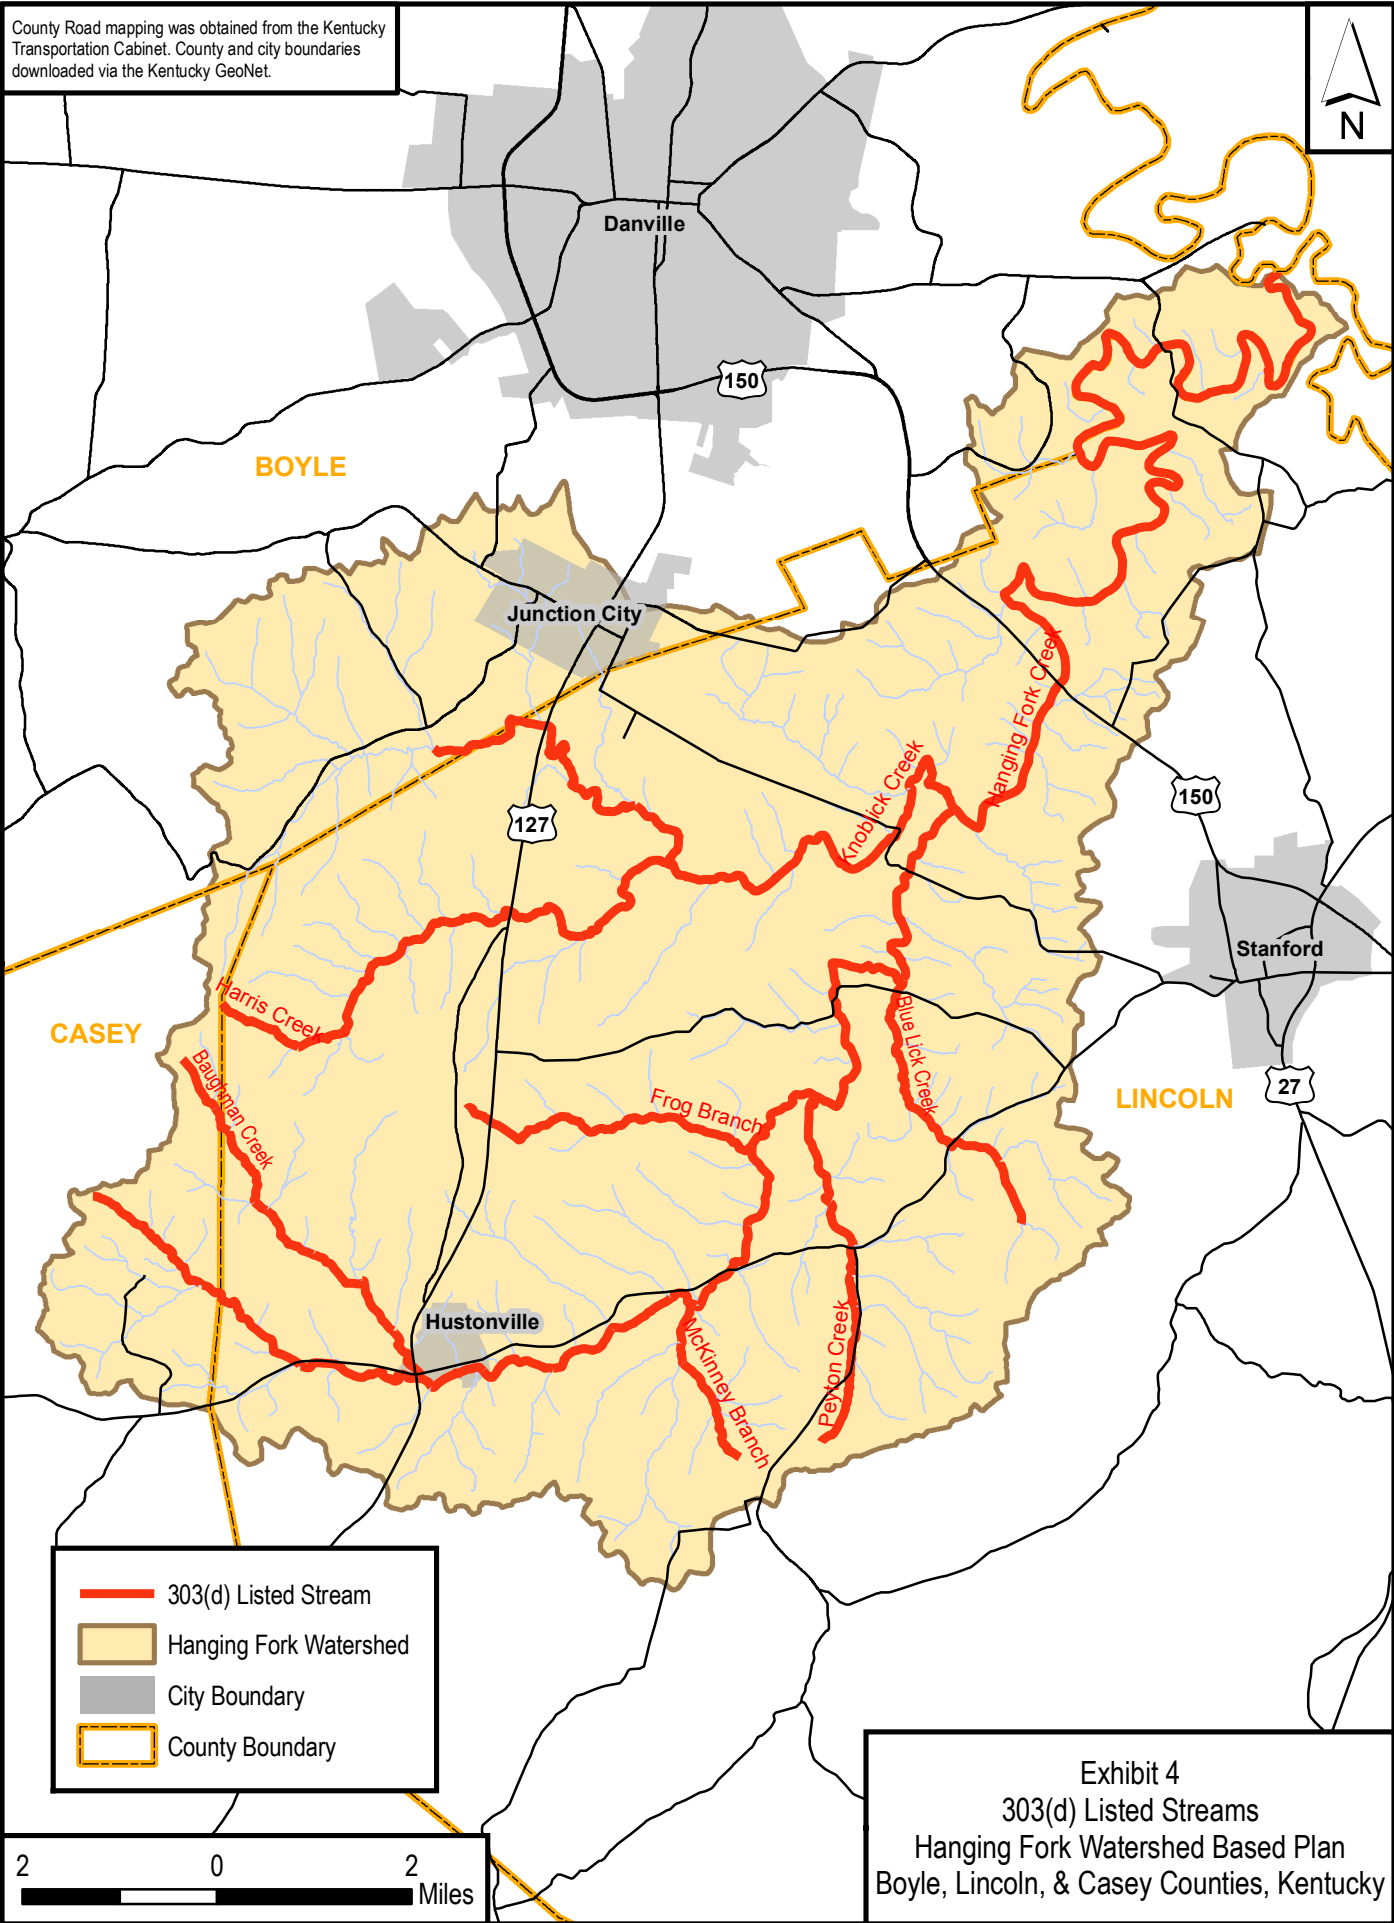 County Road mapping was obtained from the Kentucky
Transportation Cabinet. County and city boundaries
downloaded via the Kentucky GeoNet.
N
Danville
150
BOYLE
Junction City
Hanging Fork Creek
Knoblick Creek
150
127
Stanford
Harris Creek
CASEY
Blue Lick Creek
Baughman Creek
27
LINCOLN
Frog Branch
Hustonville
McKinney Branch
Peyton Creek
303(d) Listed Stream
Hanging Fork Watershed
City Boundary
County Boundary
Exhibit 4
303(d) Listed Streams
Hanging Fork Watershed Based Plan
Boyle, Lincoln, & Casey Counties, Kentucky
2 0 2
Miles